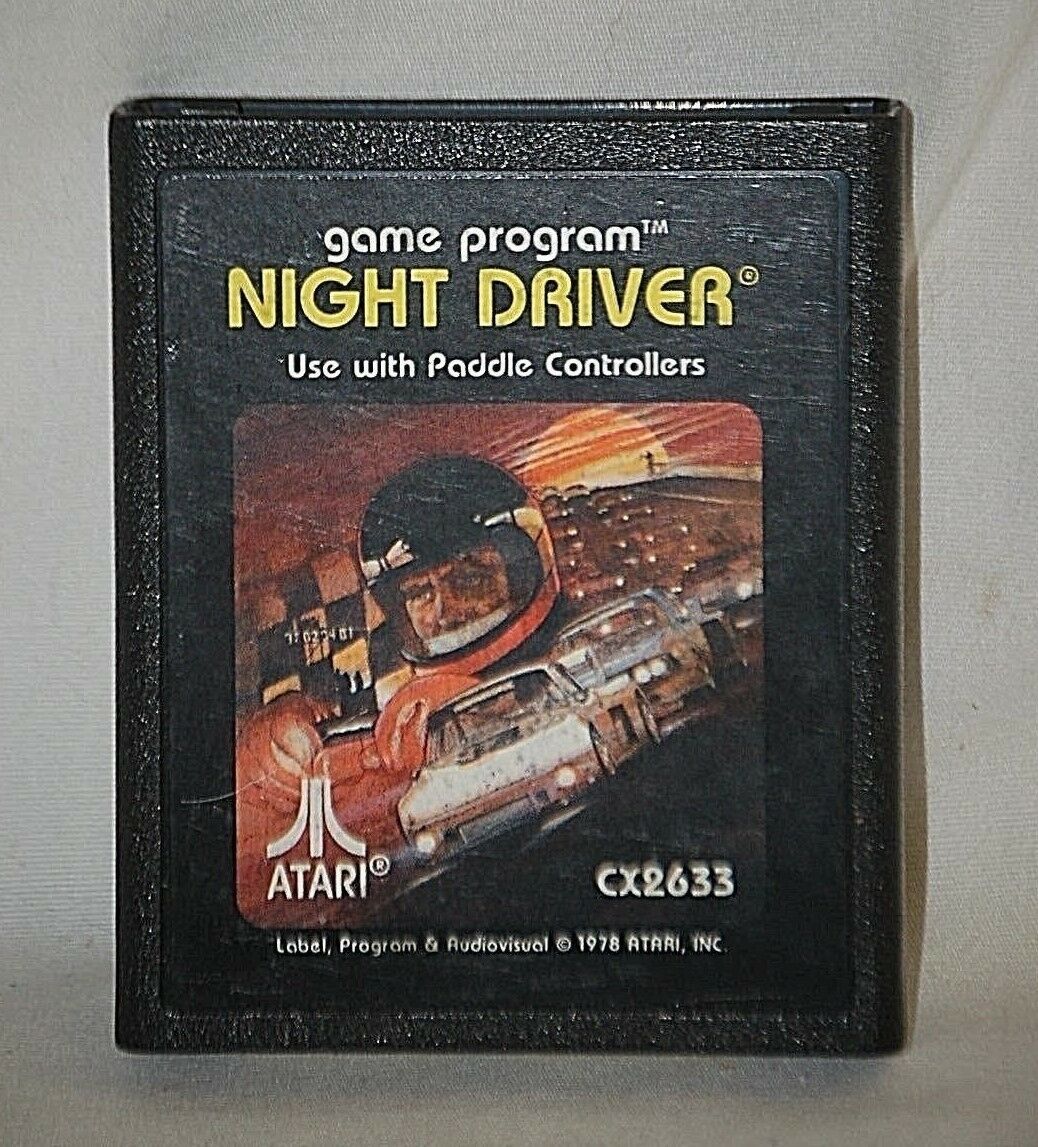 game program™
NIGHT DRIVER®
Use with Paddle Controllers
ATARI®
CX2633
Label, Program & Audiovisual © 1978 ATARI, INC.